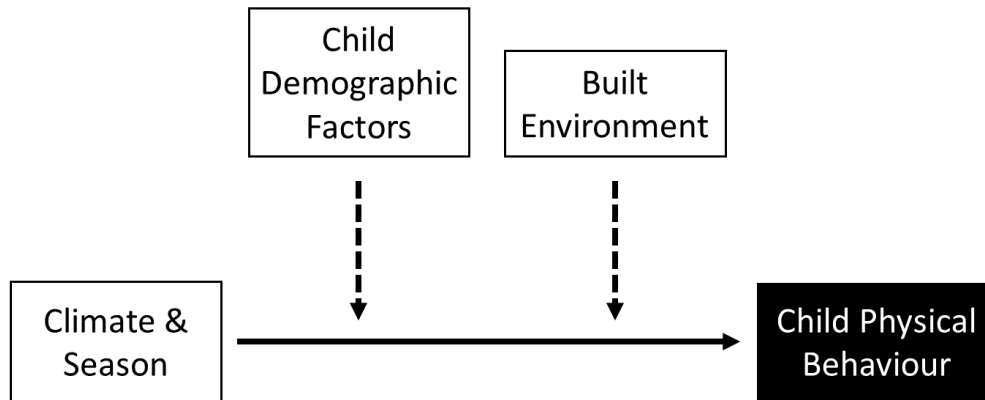 Child
Demographic
Factors
Built
Environment
Climate &
Season
Child Physical
Behaviour